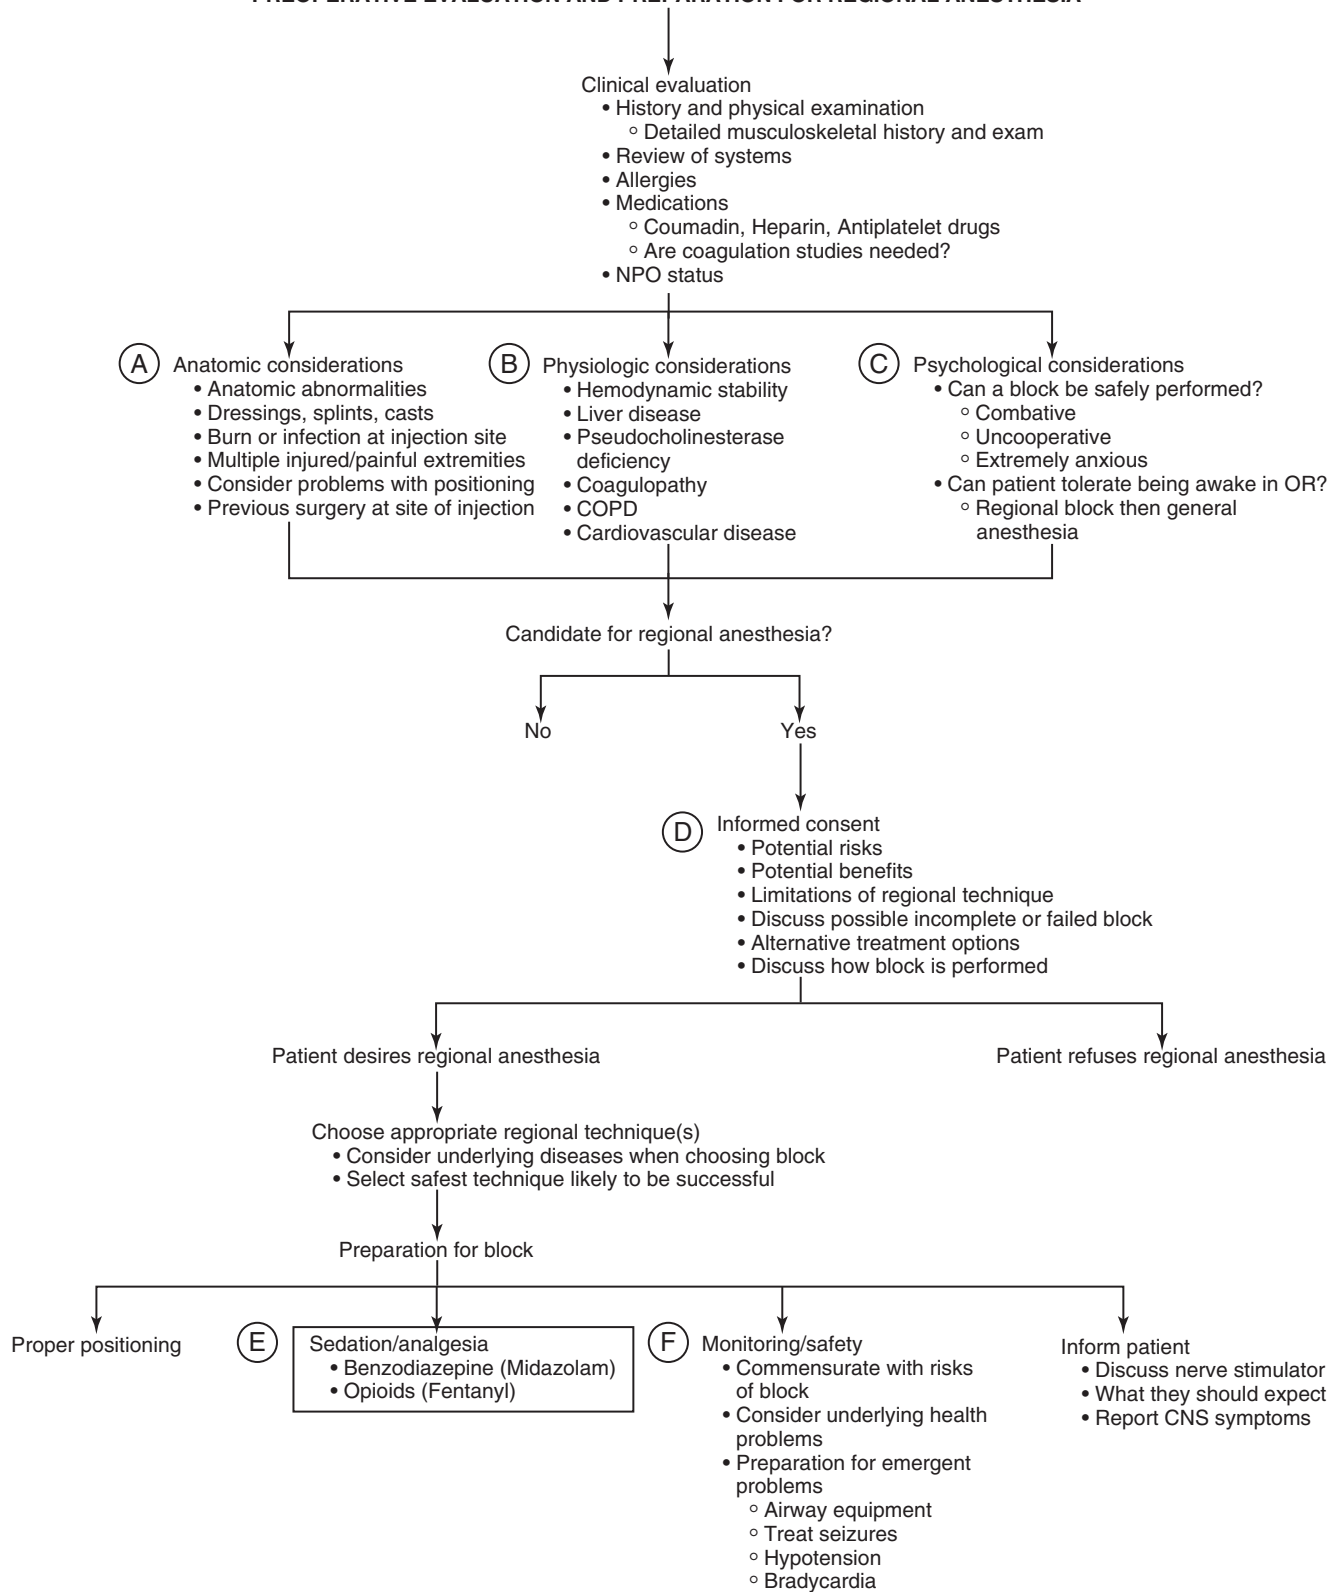 PREOPERATIVE EVALUATION AND PREPARATION FOR REGIONAL ANESTHESIA
Clinical evaluation
• History and physical examination
○ Detailed musculoskeletal history and exam
• Review of systems
• Allergies
• Medications
○ Coumadin, Heparin, Antiplatelet drugs
○ Are coagulation studies needed?
• NPO status
A Anatomic considerations
• Anatomic abnormalities
• Dressings, splints, casts
• Burn or infection at injection site
• Multiple injured/painful extremities
• Consider problems with positioning
• Previous surgery at site of injection
B Physiologic considerations
• Hemodynamic stability
• Liver disease
• Pseudocholinesterase
deficiency
• Coagulopathy
• COPD
• Cardiovascular disease
C Psychological considerations
• Can a block be safely performed?
○ Combative
○ Uncooperative
○ Extremely anxious
• Can patient tolerate being awake in OR?
○ Regional block then general
anesthesia
Candidate for regional anesthesia?
No
Yes
D Informed consent
• Potential risks
• Potential benefits
• Limitations of regional technique
• Discuss possible incomplete or failed block
• Alternative treatment options
• Discuss how block is performed
Patient desires regional anesthesia
Patient refuses regional anesthesia
Choose appropriate regional technique(s)
• Consider underlying diseases when choosing block
• Select safest technique likely to be successful
Preparation for block
Proper positioning
E Sedation/analgesia
• Benzodiazepine (Midazolam)
• Opioids (Fentanyl)
F Monitoring/safety
• Commensurate with risks
of block
• Consider underlying health
problems
• Preparation for emergent
problems
○ Airway equipment
○ Treat seizures
○ Hypotension
○ Bradycardia
Inform patient
• Discuss nerve stimulator
• What they should expect
• Report CNS symptoms